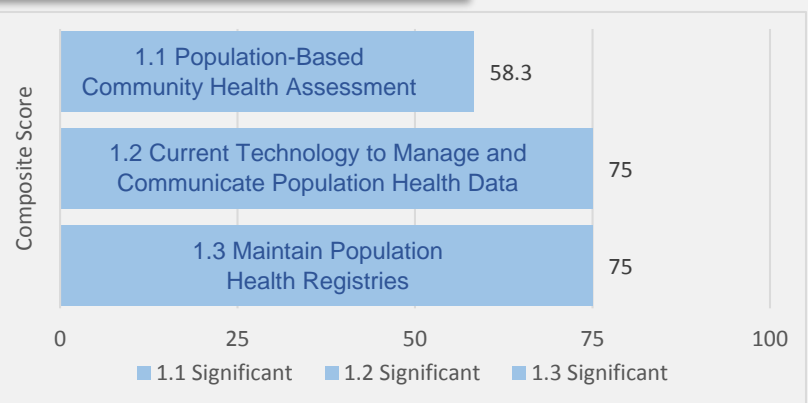 Composite Score
1.1 Population-Based
Community Health Assessment
58.3
1.2 Current Technology to Manage and
Communicate Population Health Data
75
1.3 Maintain Population
Health Registries
75
0 25 50 75 100
1.1 Significant 1.2 Significant 1.3 Significant